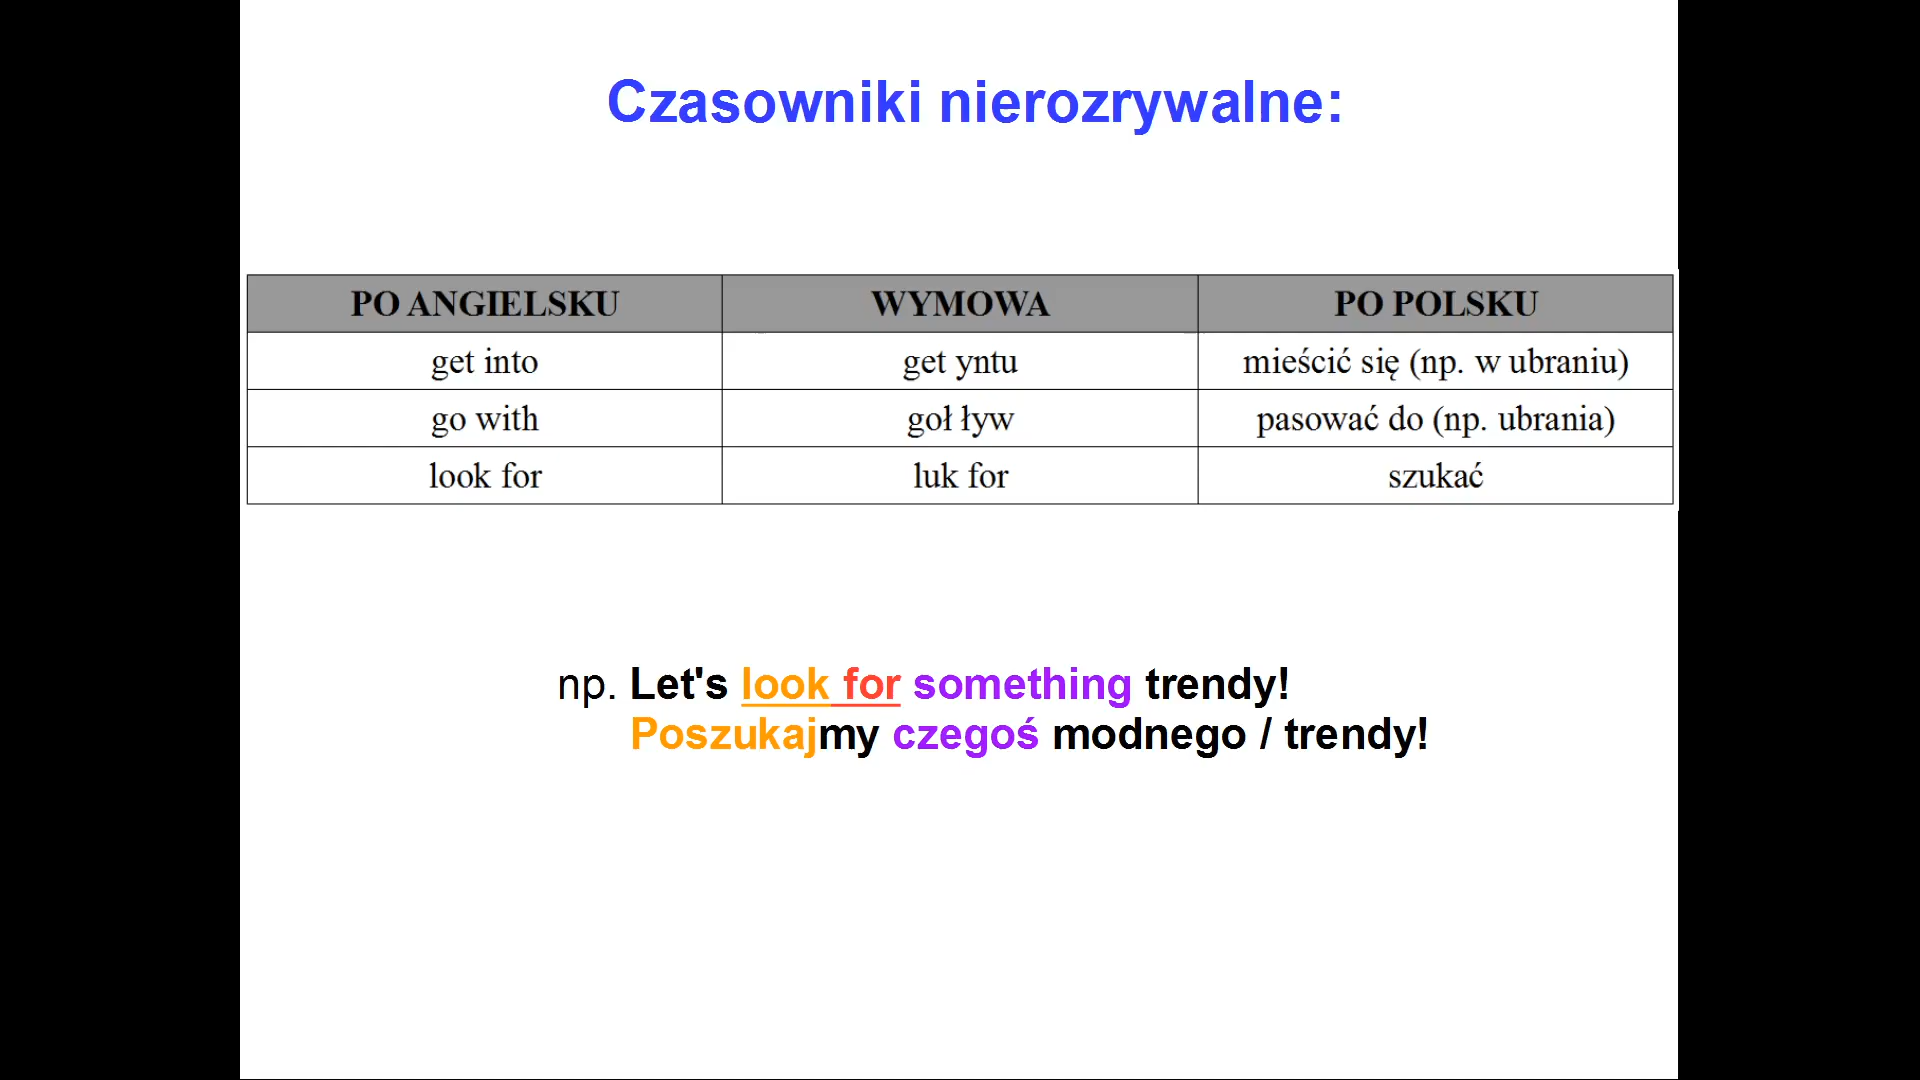 Czasowniki nierozrywalne:
PO ANGIELSKU WYMOWA PO POLSKU
get into get yntu mieścić się (np. w ubraniu)
go with goł ływ pasować do (np. ubrania)
look for luk for szukać
np. Let's look for something trendy!
Poszukajmy czegoś modnego / trendy!